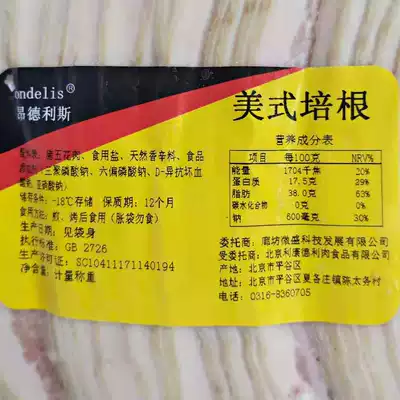 ondelis®
昂德利斯
美式培根
营养成分表
项目 每100克 NRV%
能量 1704千焦 20%
蛋白质 17.5克 29%
脂肪 38.0克 63%
碳水化合物 0克 0%
钠 600毫克 30%
配料表：猪五花肉、食用盐、天然香辛料、食品
三聚磷酸钠、六偏磷酸钠、D-异抗坏血
亚硝酸钠）
储存条件：-18℃存储 保质期：12个月
食用方法：煎、烤后食用（胀袋勿食）
生产日期：见袋身
执行标准：GB 2726
生产许可证：SC10411171140194
净含量：计量称重
委托商：廊坊傲盛科技发展有限公司
受委托商：北京利康德利肉食品有限公司
产地：北京市平谷区
地址：北京市平谷区夏各庄镇陈太务村
电话：0316-8360705